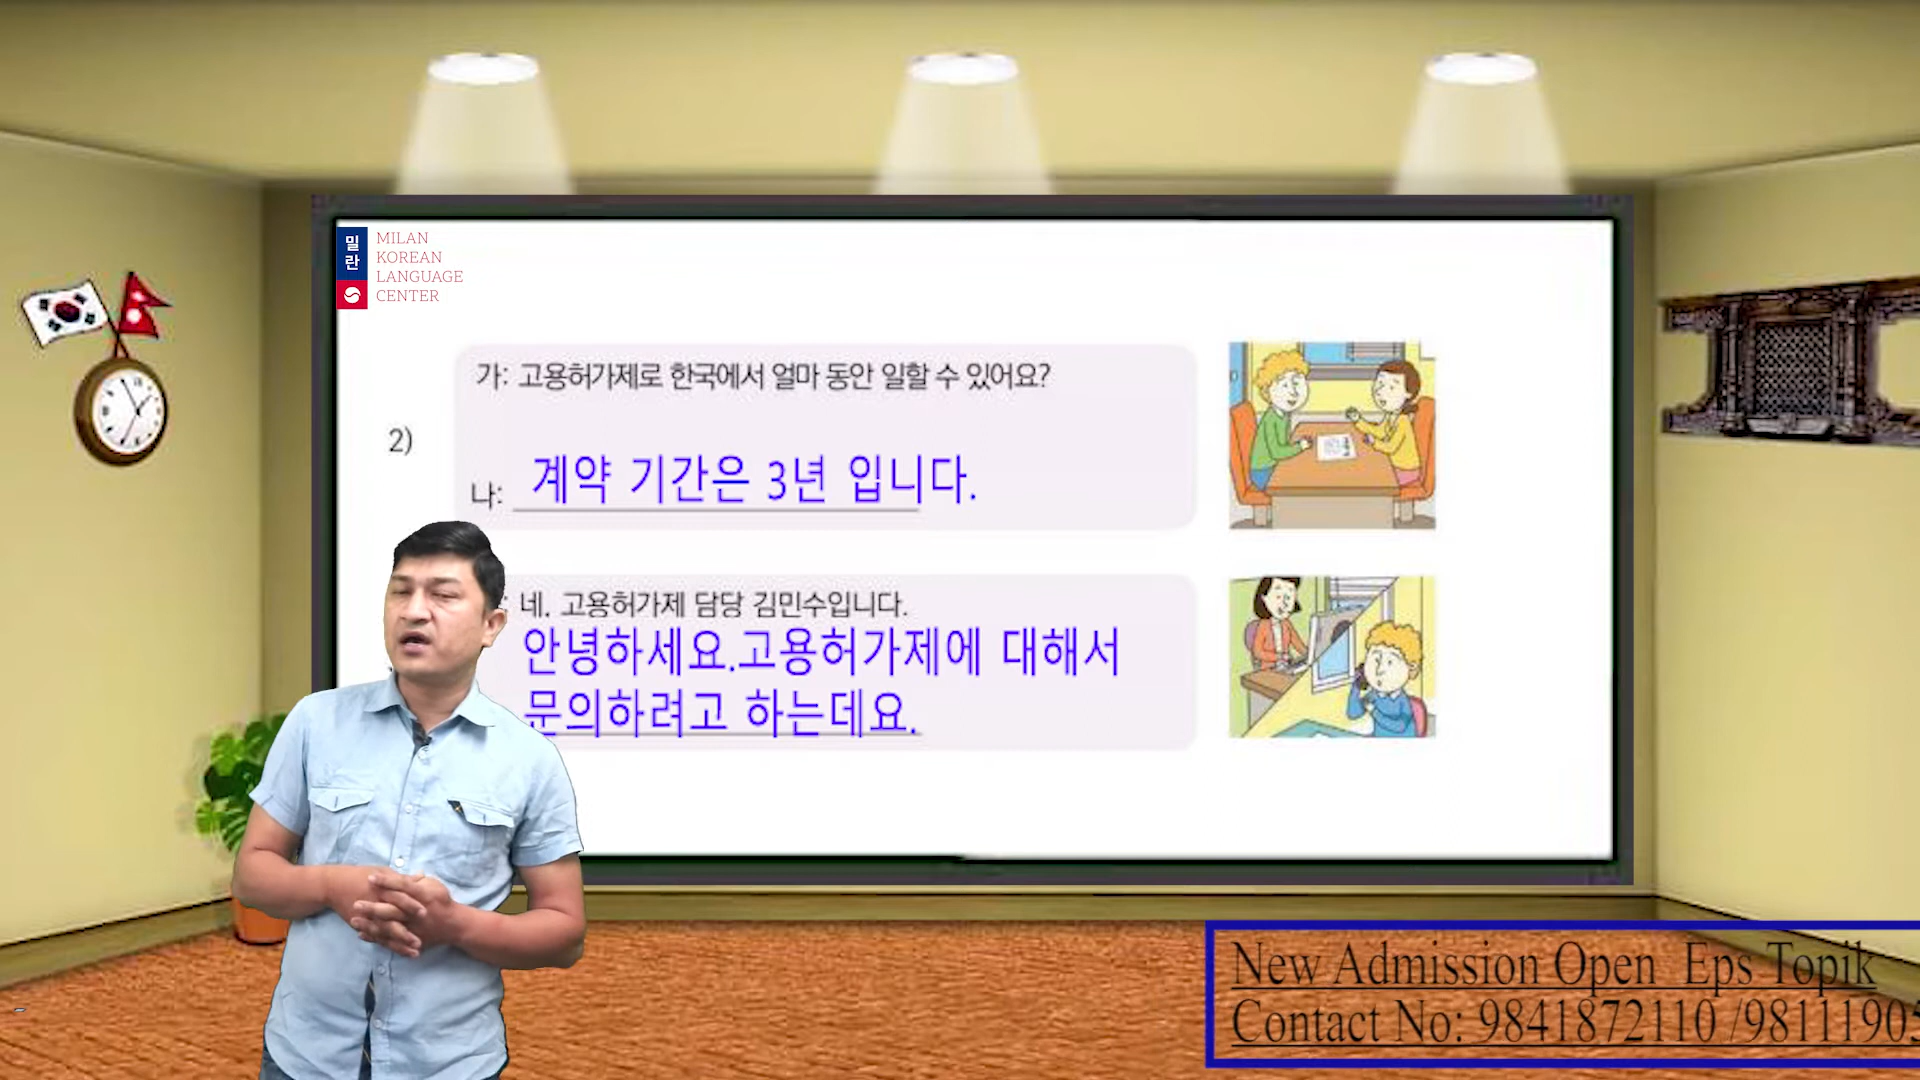 밀란
MILAN
KOREAN
LANGUAGE
CENTER
가: 고용허가제로 한국에서 얼마 동안 일할 수 있어요?
2)
나: 계약 기간은 3년 입니다.
: 네. 고용허가제 담당 김민수입니다.
안녕하세요.고용허가제에 대해서
문의하려고 하는데요.
New Admission Open Eps Topik
Contact No: 9841872110 /9811190